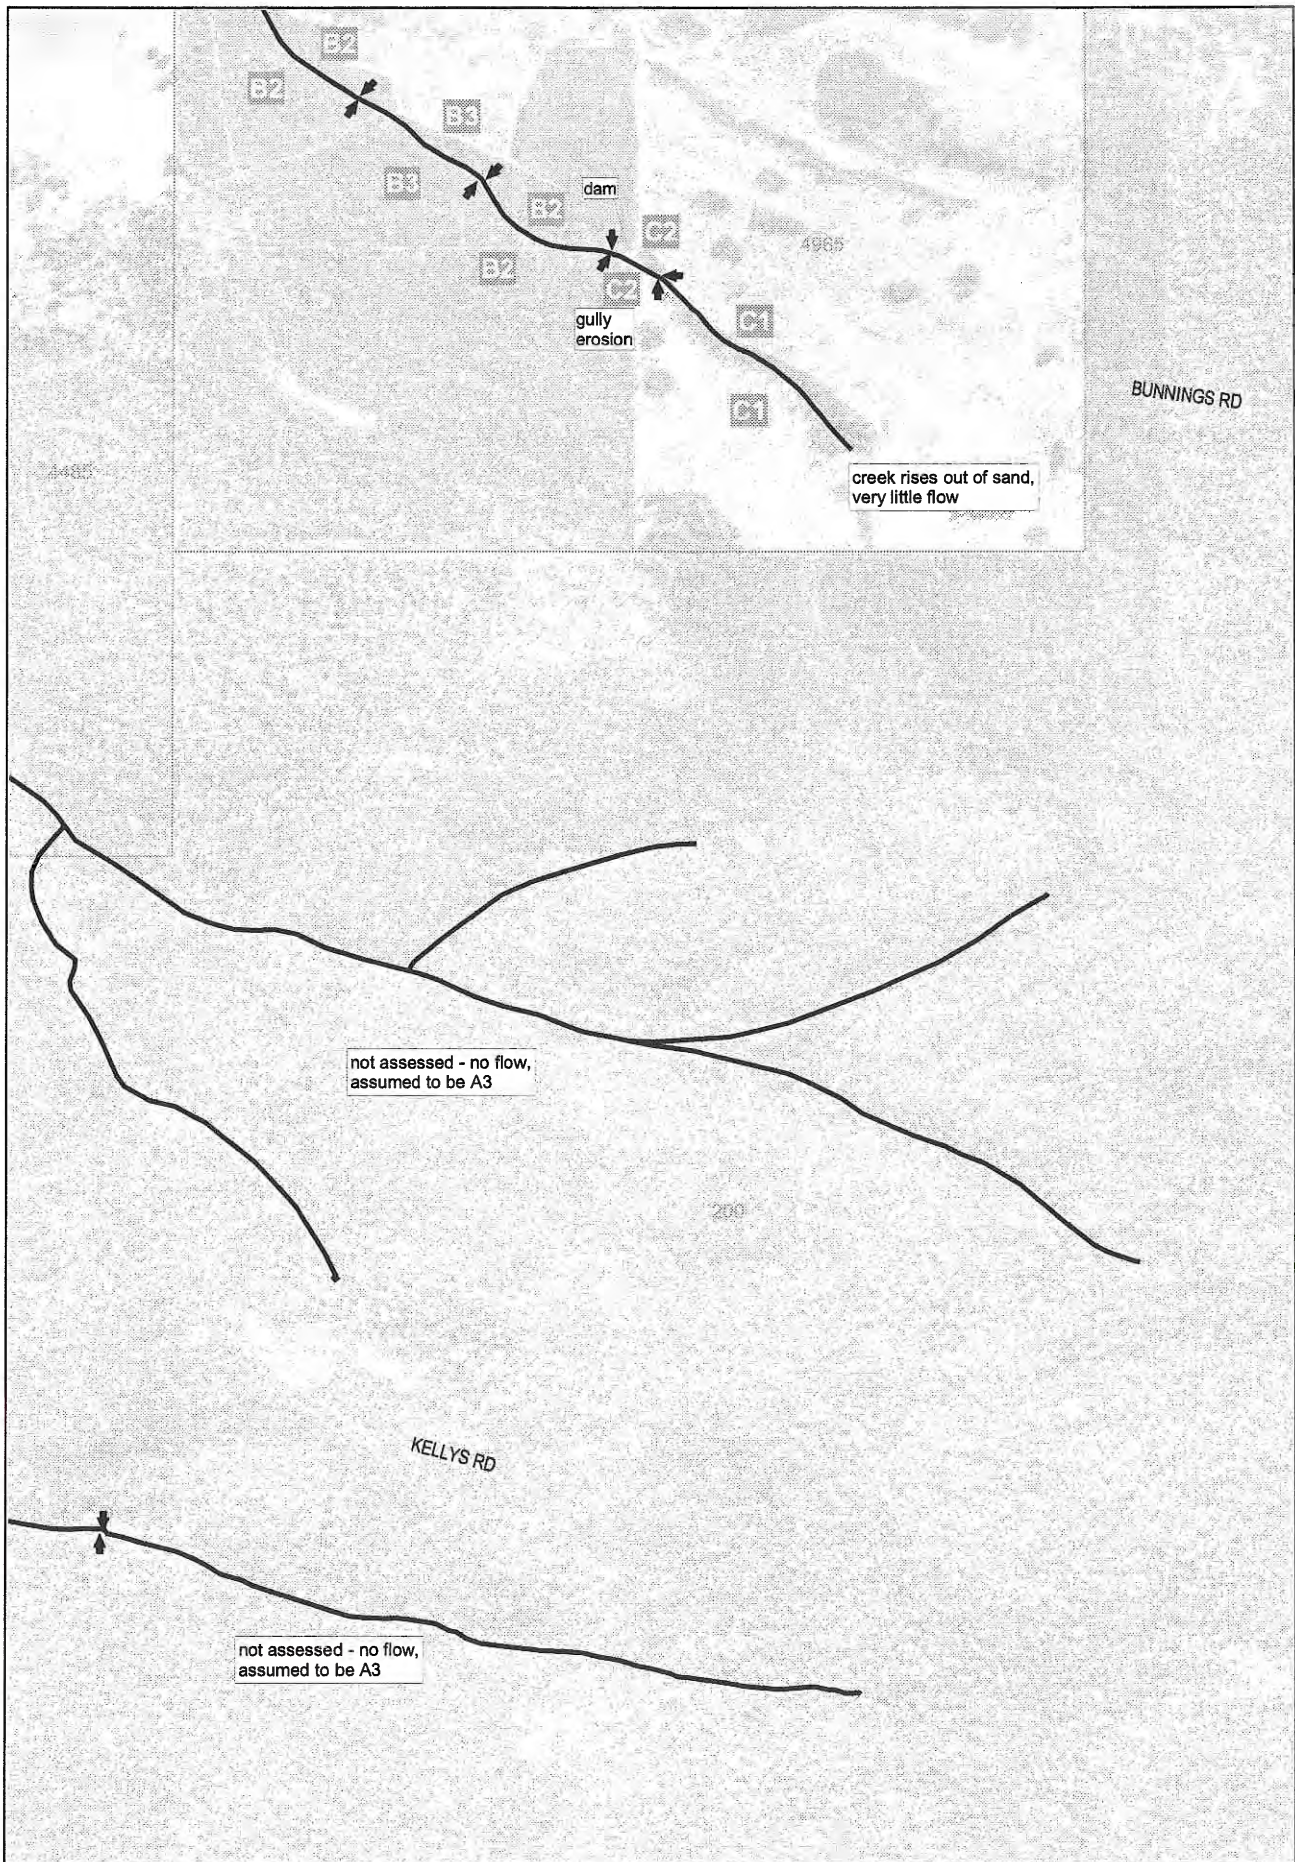 B2
B2
B3
B3
dam
B2
C2
4965
B2
C2
gully
erosion
C1
BUNNINGS RD
C1
creek rises out of sand,
very little flow
not assessed - no flow,
assumed to be A3
200
KELLYS RD
not assessed - no flow,
assumed to be A3